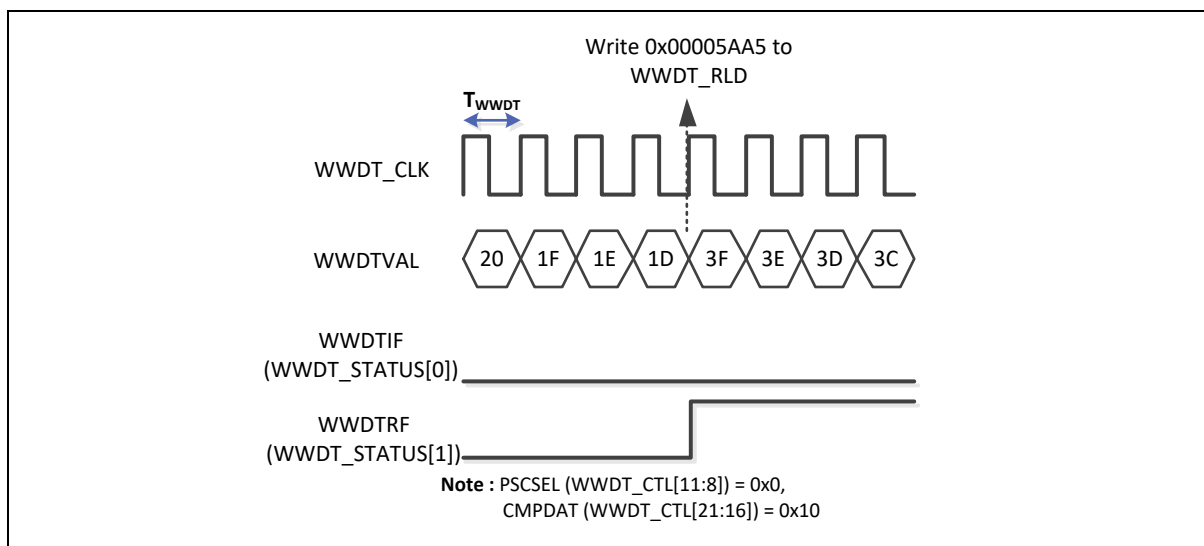 Write 0x00005AA5 to
WWDT_RLD
TWWDT
WWDT_CLK
WWDTVAL 20 1F 1E 1D 3F 3E 3D 3C
WWDTIF
(WWDT_STATUS[0])
WWDTRF
(WWDT_STATUS[1])
Note : PSCSEL (WWDT_CTL[11:8]) = 0x0,
CMPDAT (WWDT_CTL[21:16]) = 0x10